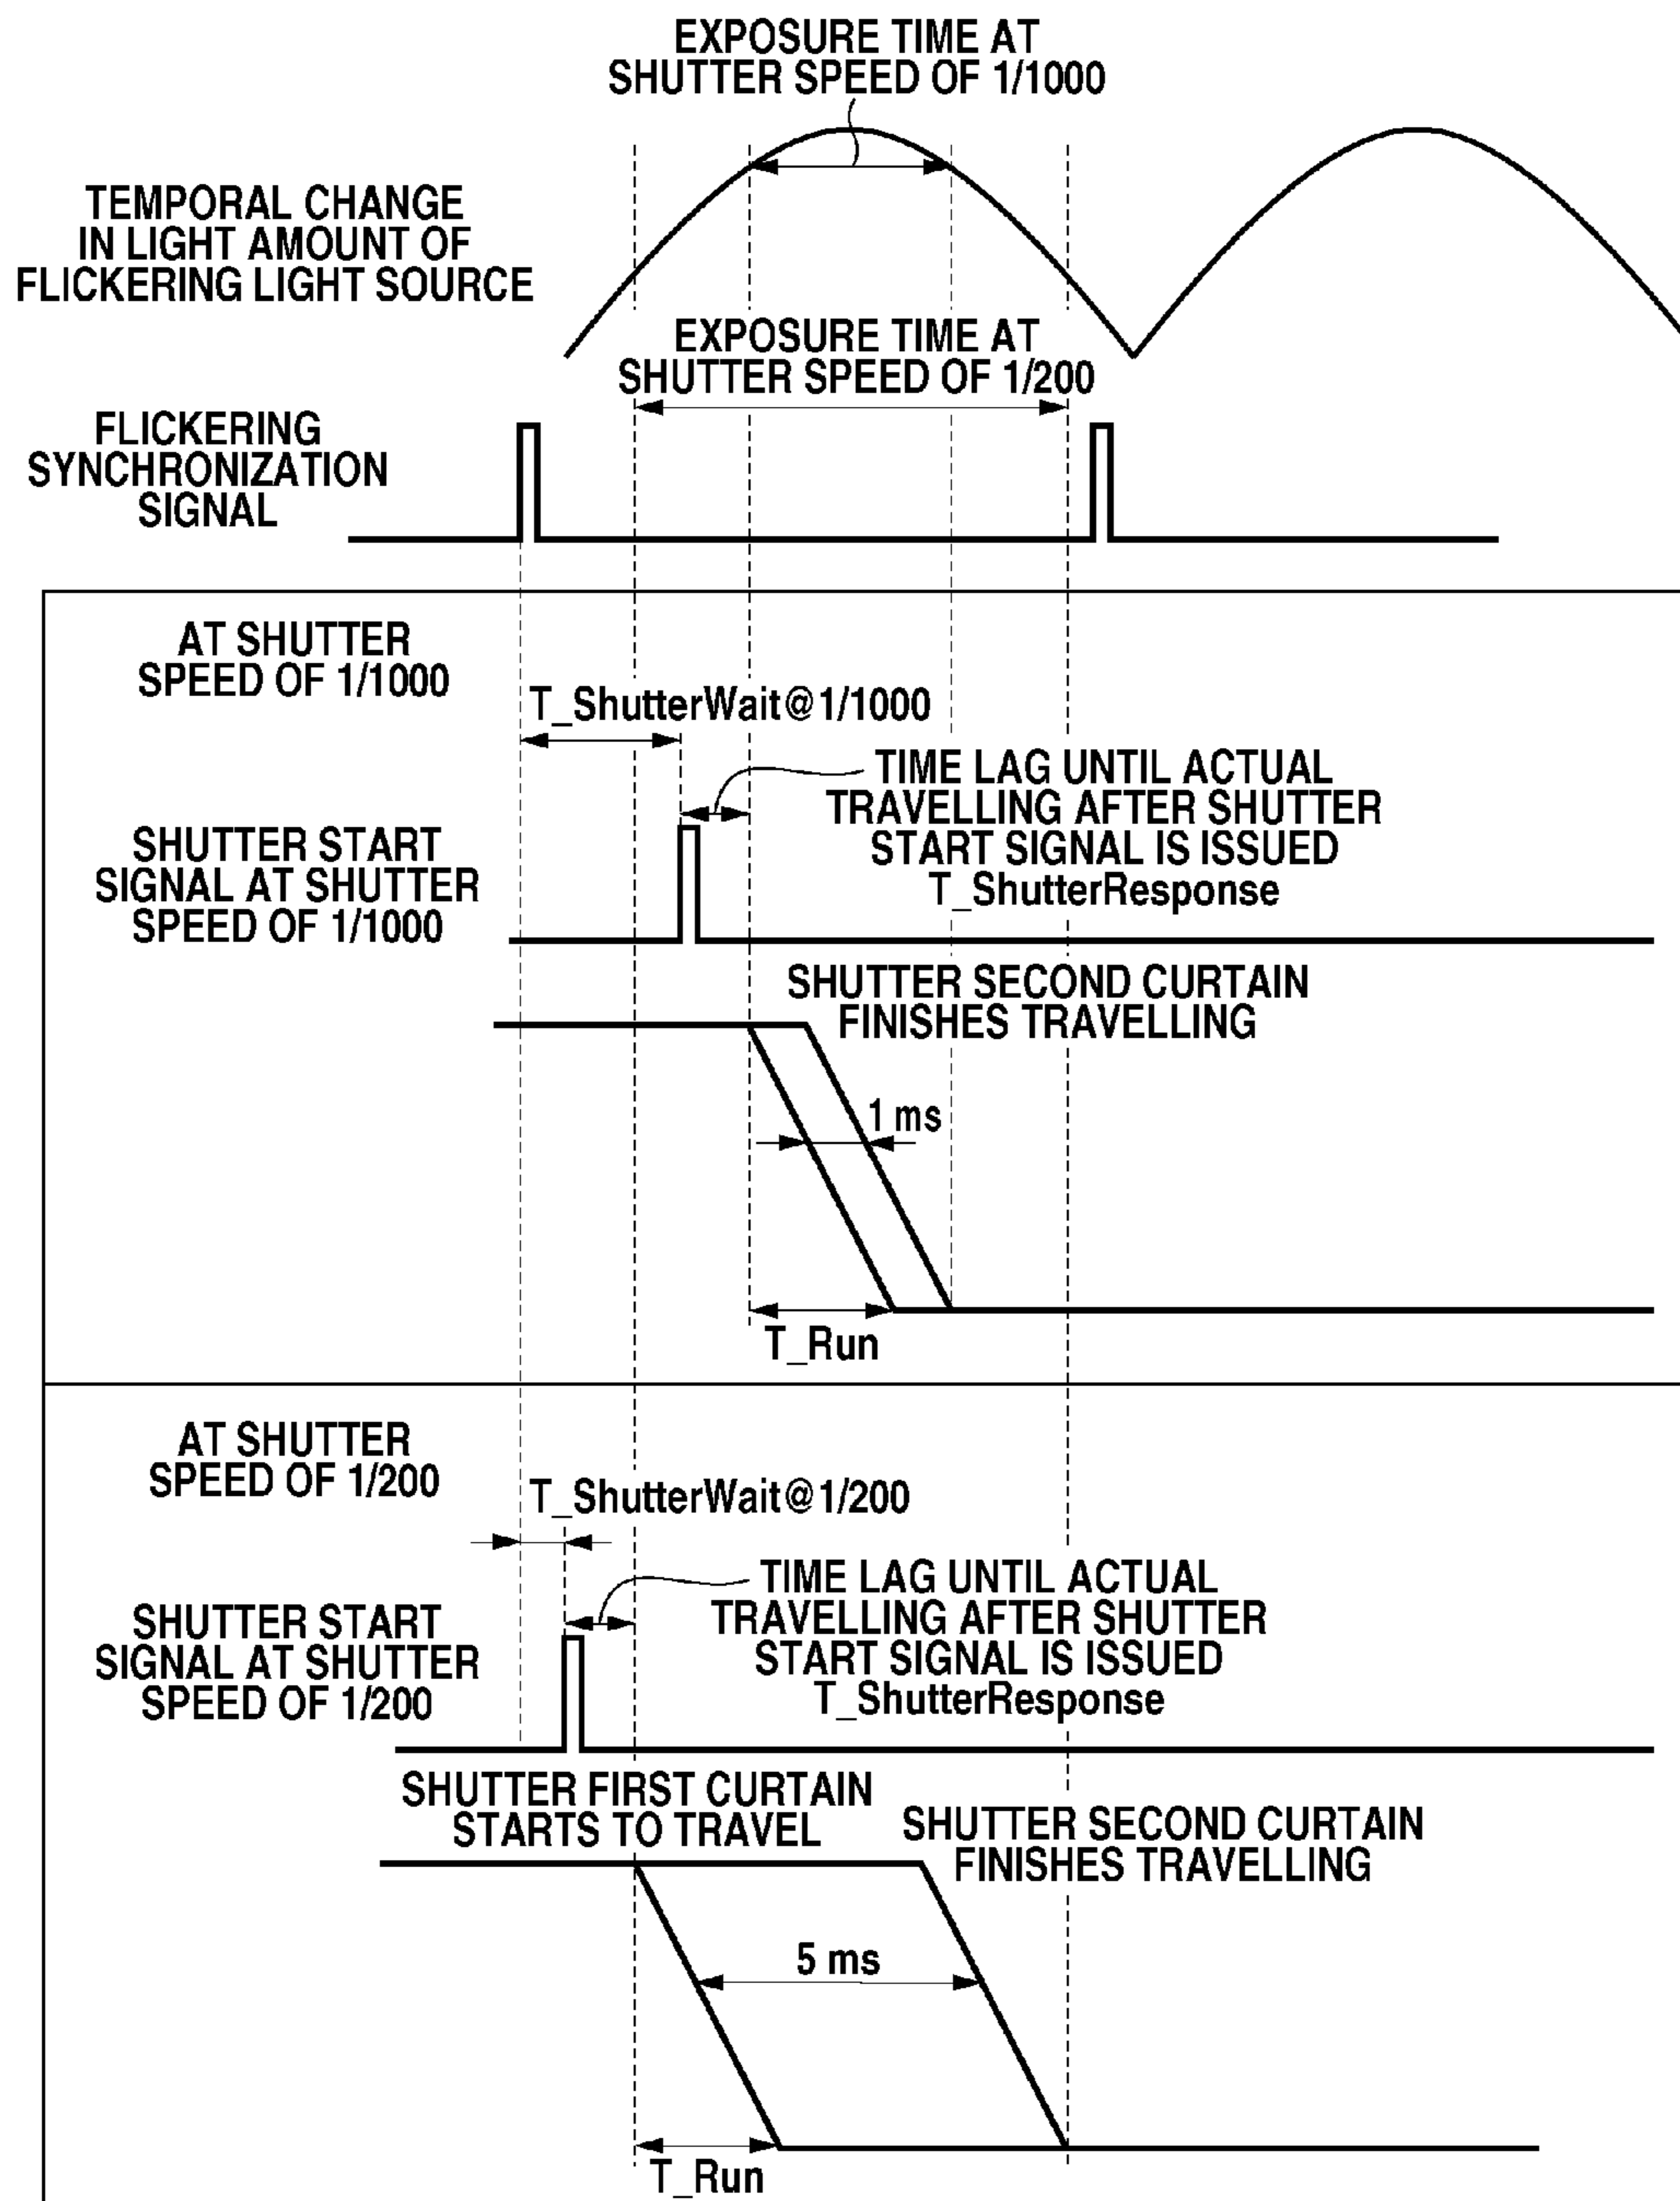 EXPOSURE TIME AT
SHUTTER SPEED OF 1/1000
TEMPORAL CHANGE
IN LIGHT AMOUNT OF
FLICKERING LIGHT SOURCE
EXPOSURE TIME AT
SHUTTER SPEED OF 1/200
FLICKERING
SYNCHRONIZATION
SIGNAL
AT SHUTTER
SPEED OF 1/1000
T_ShutterWait@1/1000
TIME LAG UNTIL ACTUAL
TRAVELLING AFTER SHUTTER
START SIGNAL IS ISSUED
T_ShutterResponse
SHUTTER START
SIGNAL AT SHUTTER
SPEED OF 1/1000
SHUTTER SECOND CURTAIN
FINISHES TRAVELLING
1 ms
T_Run
AT SHUTTER
SPEED OF 1/200
T_ShutterWait@1/200
TIME LAG UNTIL ACTUAL
TRAVELLING AFTER SHUTTER
START SIGNAL IS ISSUED
T_ShutterResponse
SHUTTER START
SIGNAL AT SHUTTER
SPEED OF 1/200
SHUTTER FIRST CURTAIN
STARTS TO TRAVEL
SHUTTER SECOND CURTAIN
FINISHES TRAVELLING
5 ms
T_Run